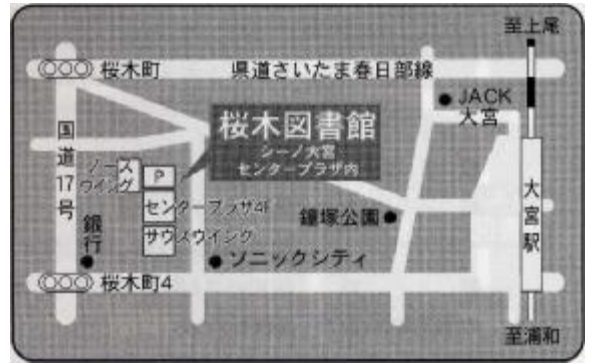 至上尾
桜木町
県道さいたま春日部線
JACK
大宮
桜木図書館
シーノ大宮
センタープラザ内
国道17号
ノース
ウイング
P
センタープラザ4F
サウスウイング
鐘塚公園
大宮駅
銀行
ソニックシティ
桜木町4
至浦和